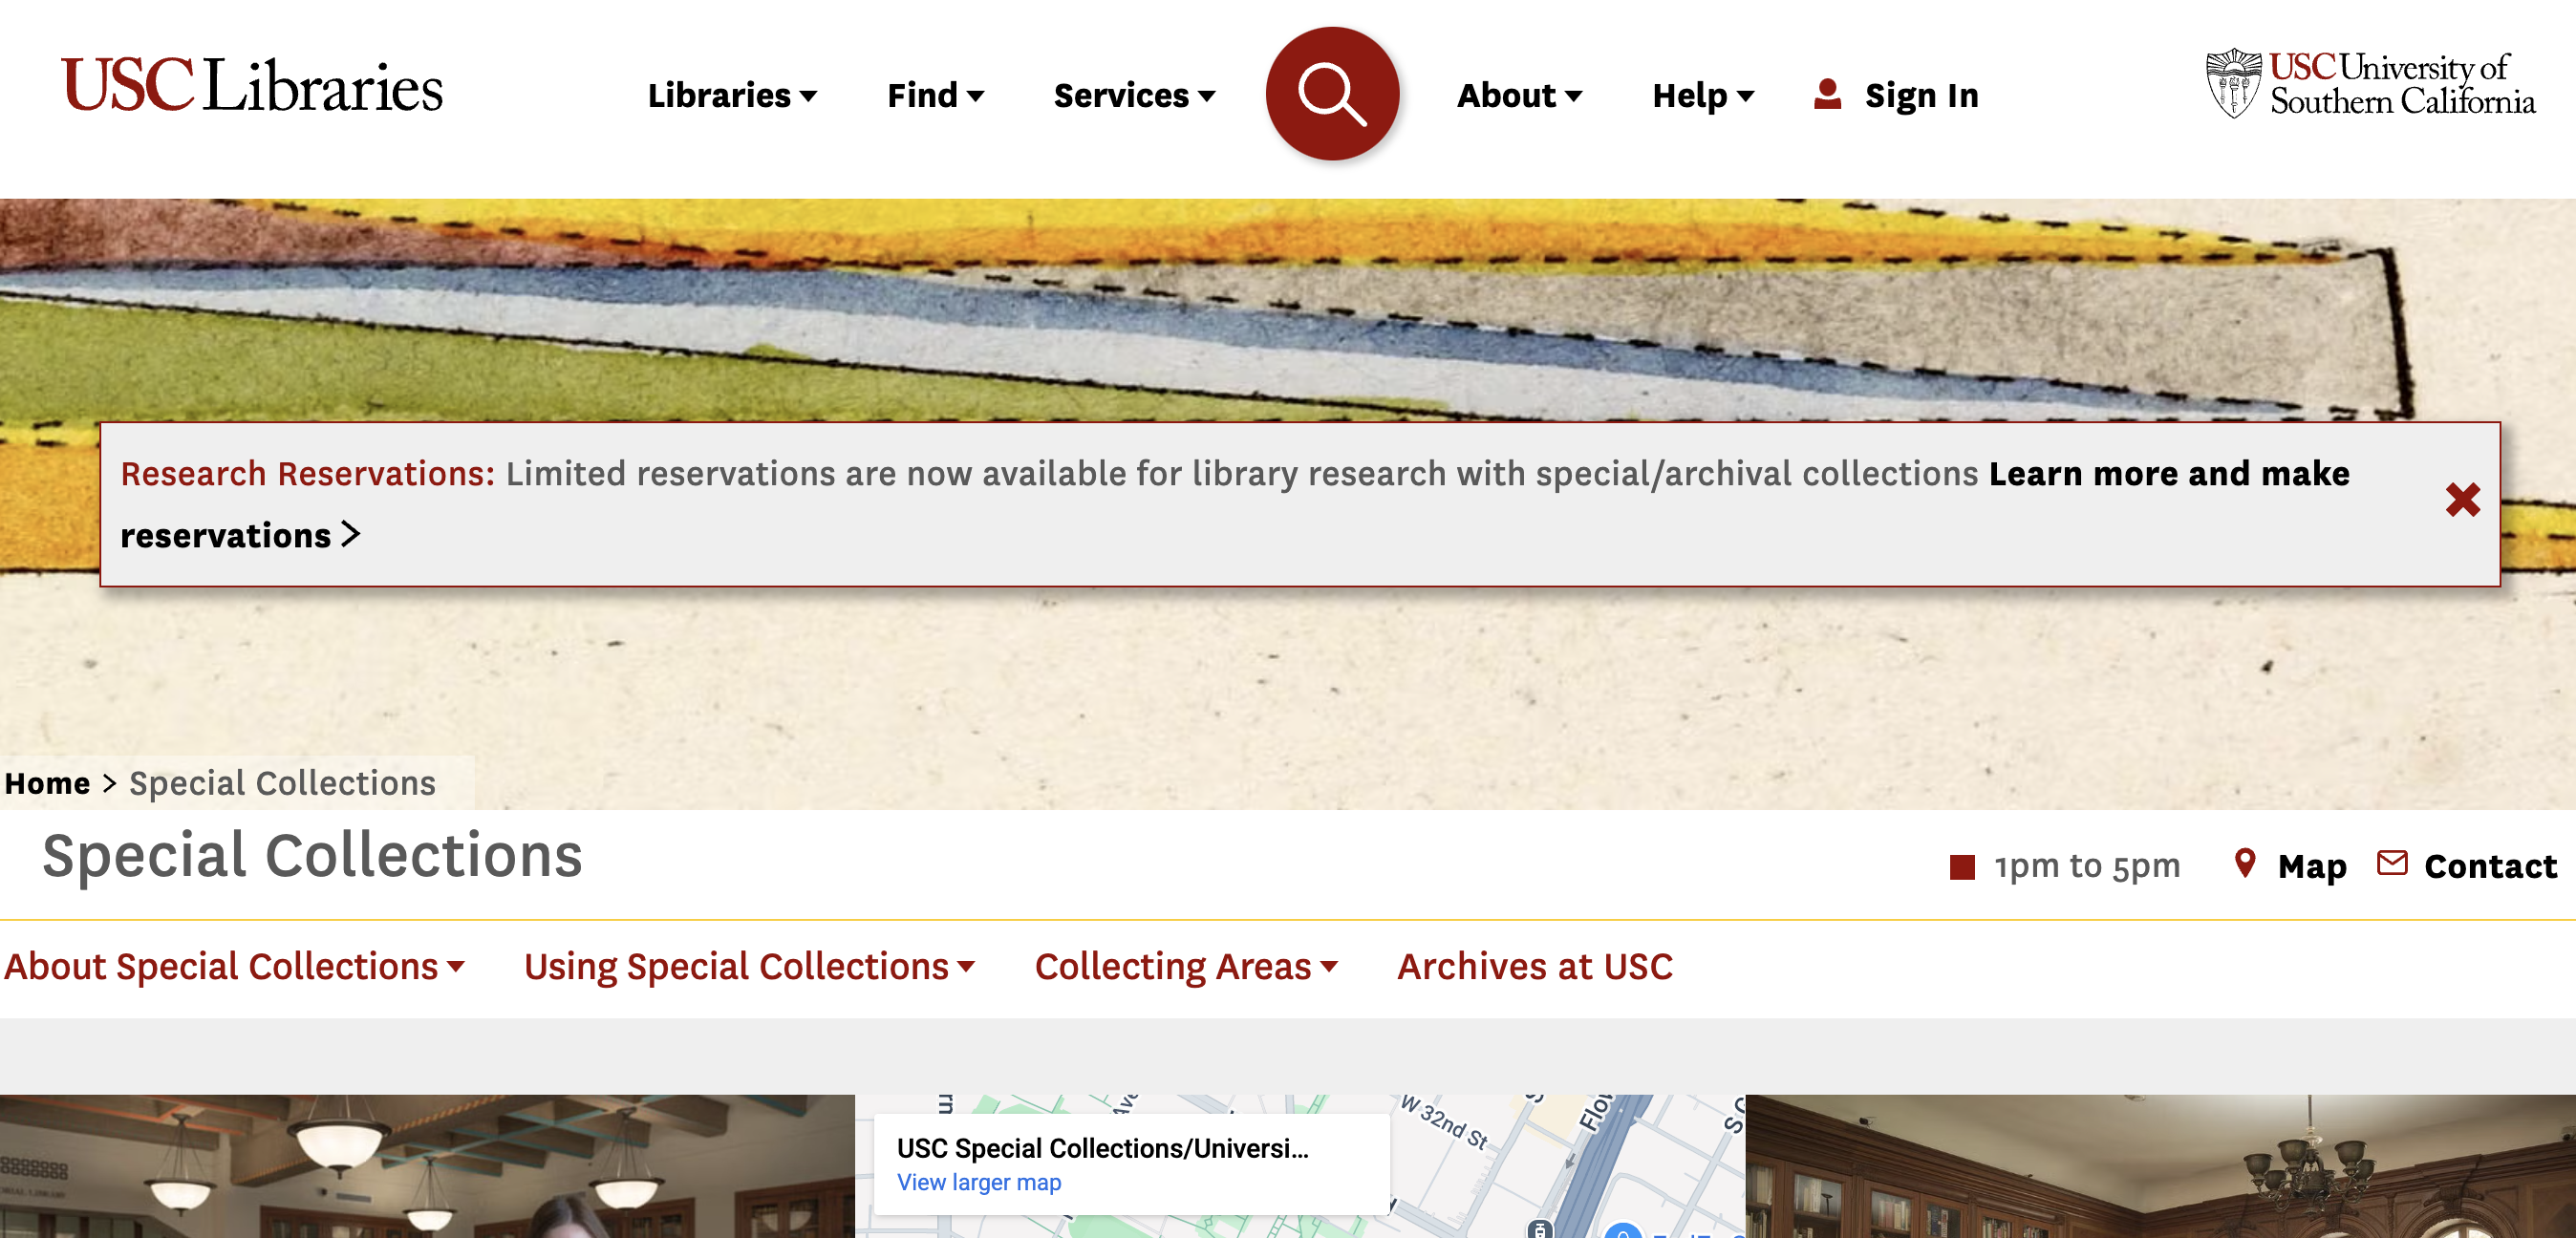 USC Libraries
Libraries
Find
Services
About
Help
Sign In
USC University of
Southern California
Research Reservations: Limited reservations are now available for library research with special/archival collections Learn more and make
reservations >
Home > Special Collections
Special Collections
1pm to 5pm
Map
Contact
About Special Collections
Using Special Collections
Collecting Areas
Archives at USC
USC Special Collections/Universi...
View larger map
W 32nd St